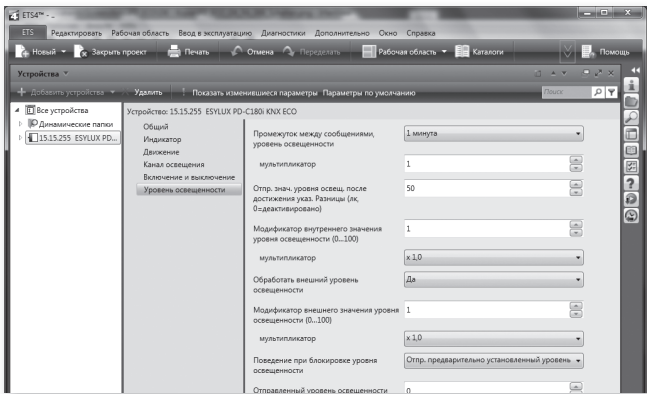 ETS4™ - ..
ETS Редактировать Рабочая область Ввод в эксплуатацию Диагностики Дополнительно Окно Справка
Новый Закрыть проект Печать Отмена Переделать Рабочая область Каталоги Помощь
Устройства
Добавить устройства Удалить Показать изменившиеся параметры Параметры по умолчанию Поиск
Все устройства
Динамические папки
15.15.255 ESYLUX PD...
Устройство: 15.15.255 ESYLUX PD-C180i KNX ECO
Общий
Индикатор
Движение
Канал освещения
Включение и выключение
Уровень освещенности
Промежуток между сообщениями, уровень освещенности
1 минута
мультипликатор
1
Отпр. знач. уровня освещ. после
достижения указ. Разницы (лк,
0=деактивировано)
50
Модификатор внутреннего значения
уровня освещенности (0...100)
1
мультипликатор
x 1,0
Обработать внешний уровень
освещенности
Да
Модификатор внешнего значения уровня
освещенности (0...100)
1
мультипликатор
x 1,0
Поведение при блокировке уровня
освещенности
Отпр. предварительно установленный уровень
Отправленный уровень освещенности
0